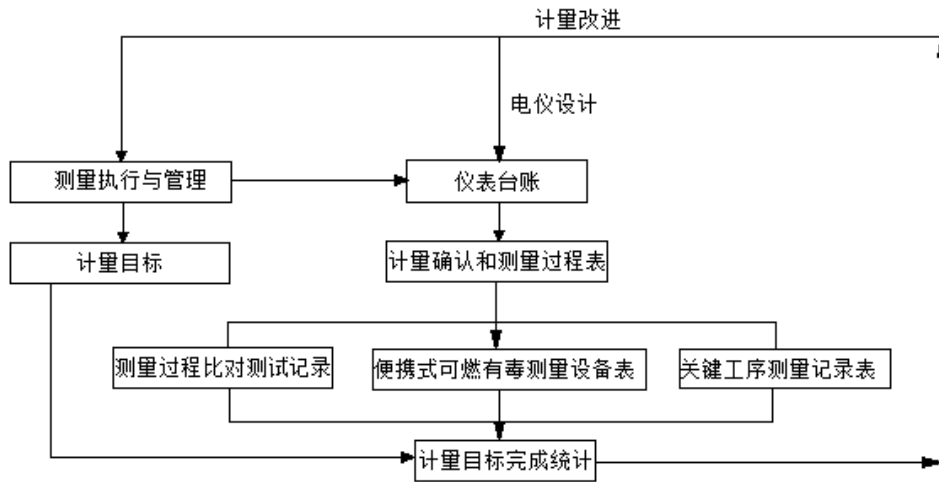 计量改进
电仪设计
测量执行与管理
仪表台账
计量目标
计量确认和测量过程表
测量过程比对测试记录
便携式可燃有毒测量设备表
关键工序测量记录表
计量目标完成统计